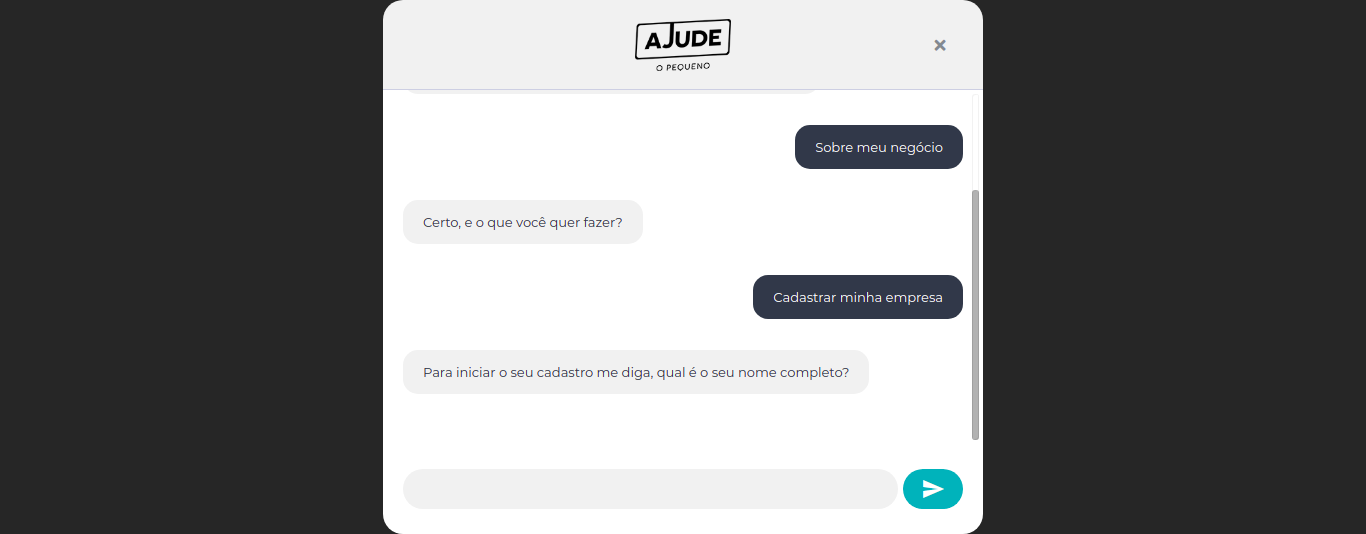 AJUDE
O PEQUENO
Sobre meu negócio
Certo, e o que você quer fazer?
Cadastrar minha empresa
Para iniciar o seu cadastro me diga, qual é o seu nome completo?